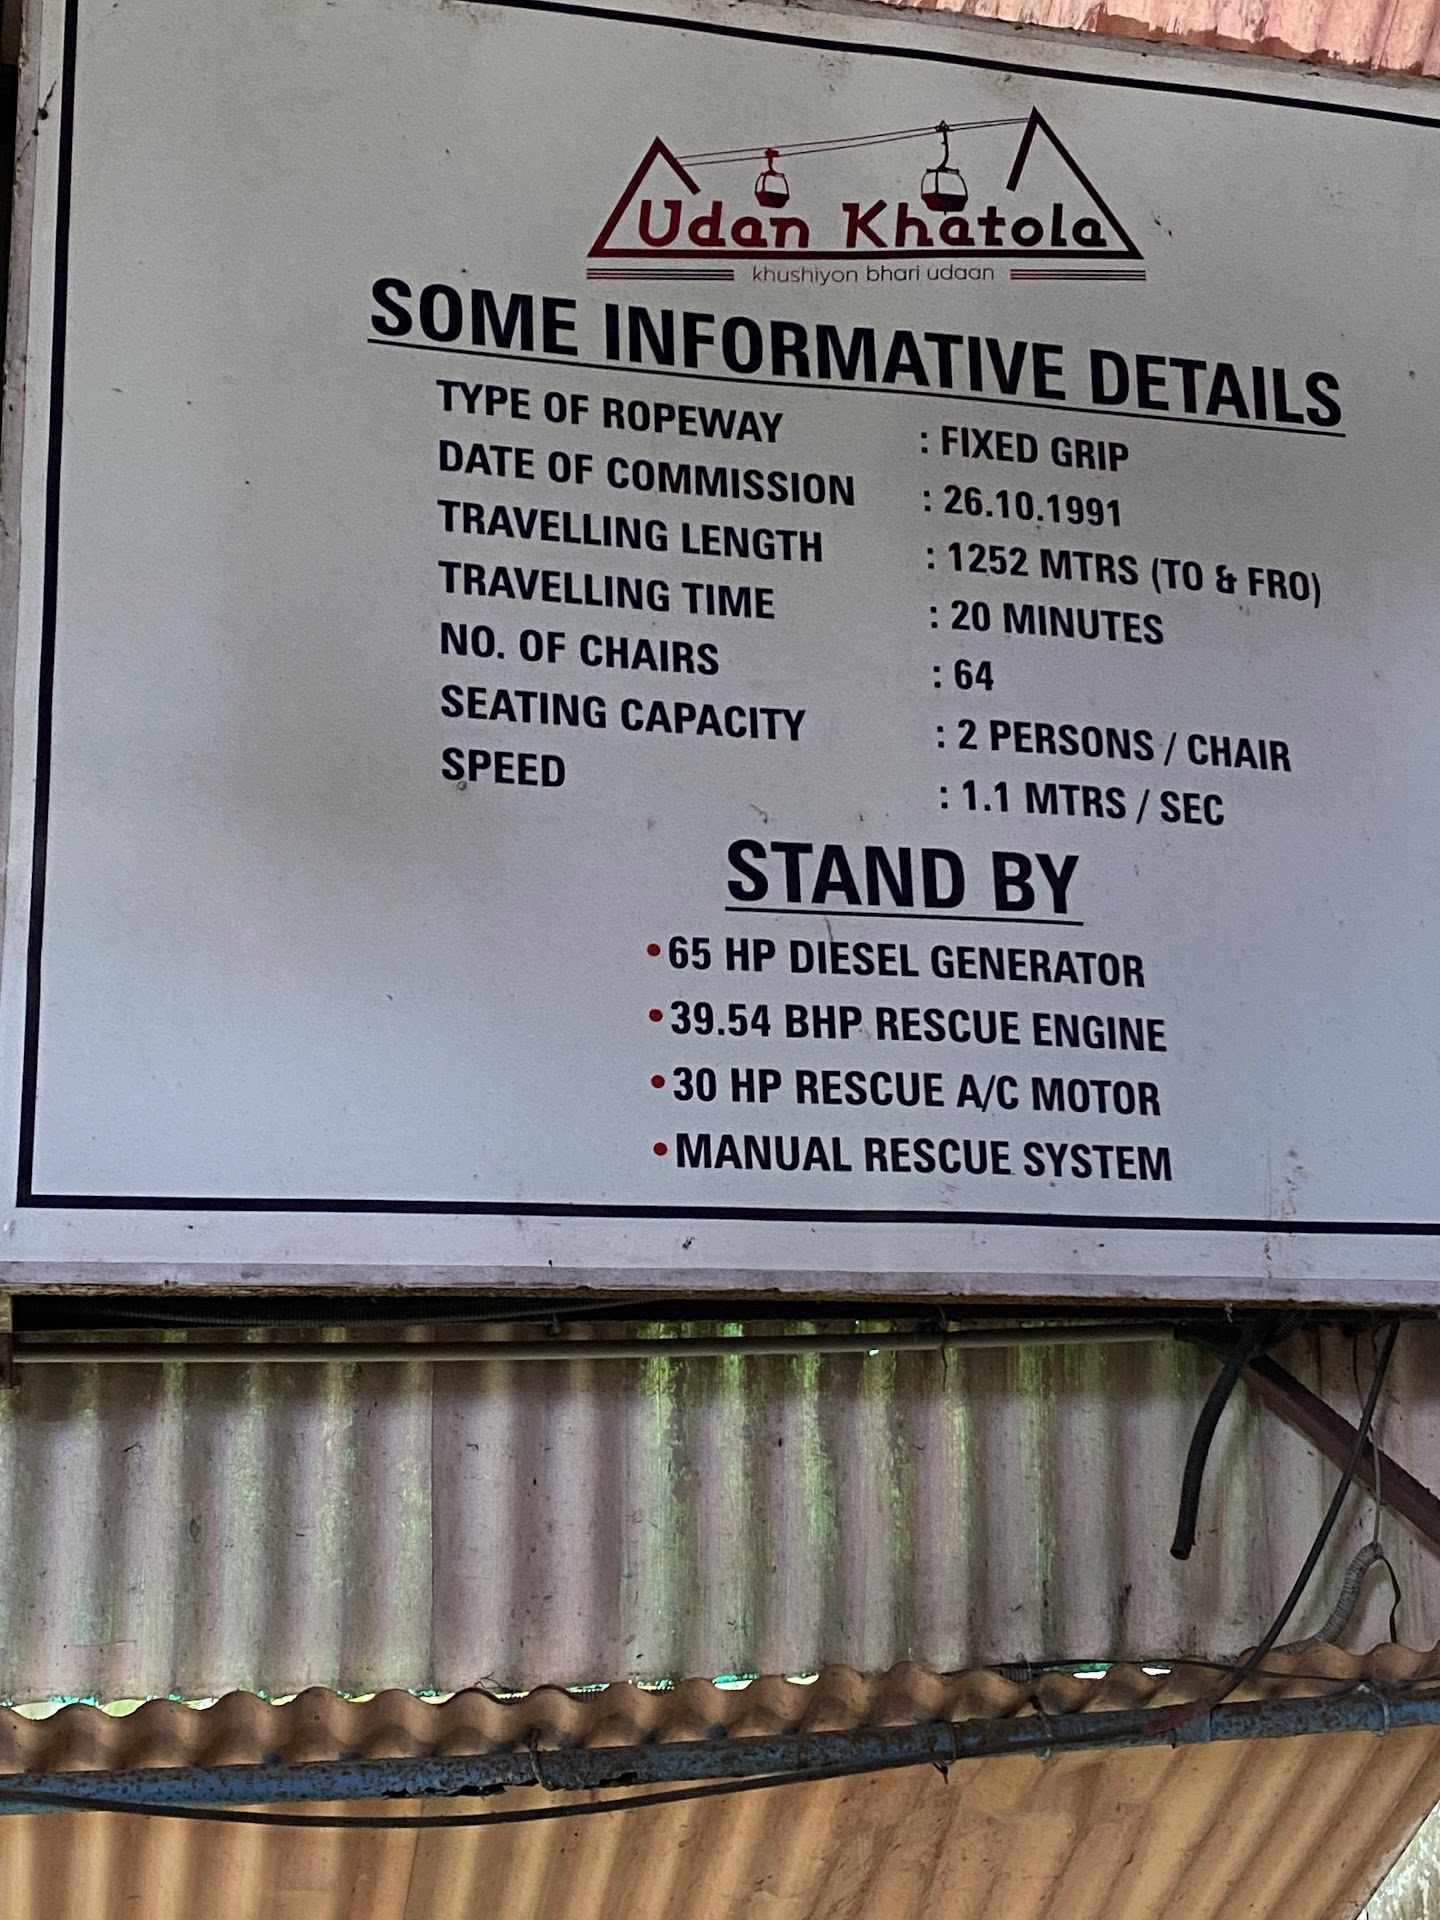 Udan Khatola
khushiyon bhari udaan
SOME INFORMATIVE DETAILS
TYPE OF ROPEWAY : FIXED GRIP
DATE OF COMMISSION : 26.10.1991
TRAVELLING LENGTH : 1252 MTRS (TO & FRO)
TRAVELLING TIME : 20 MINUTES
NO. OF CHAIRS : 64
SEATING CAPACITY : 2 PERSONS / CHAIR
SPEED : 1.1 MTRS / SEC
STAND BY
• 65 HP DIESEL GENERATOR
• 39.54 BHP RESCUE ENGINE
• 30 HP RESCUE A/C MOTOR
• MANUAL RESCUE SYSTEM